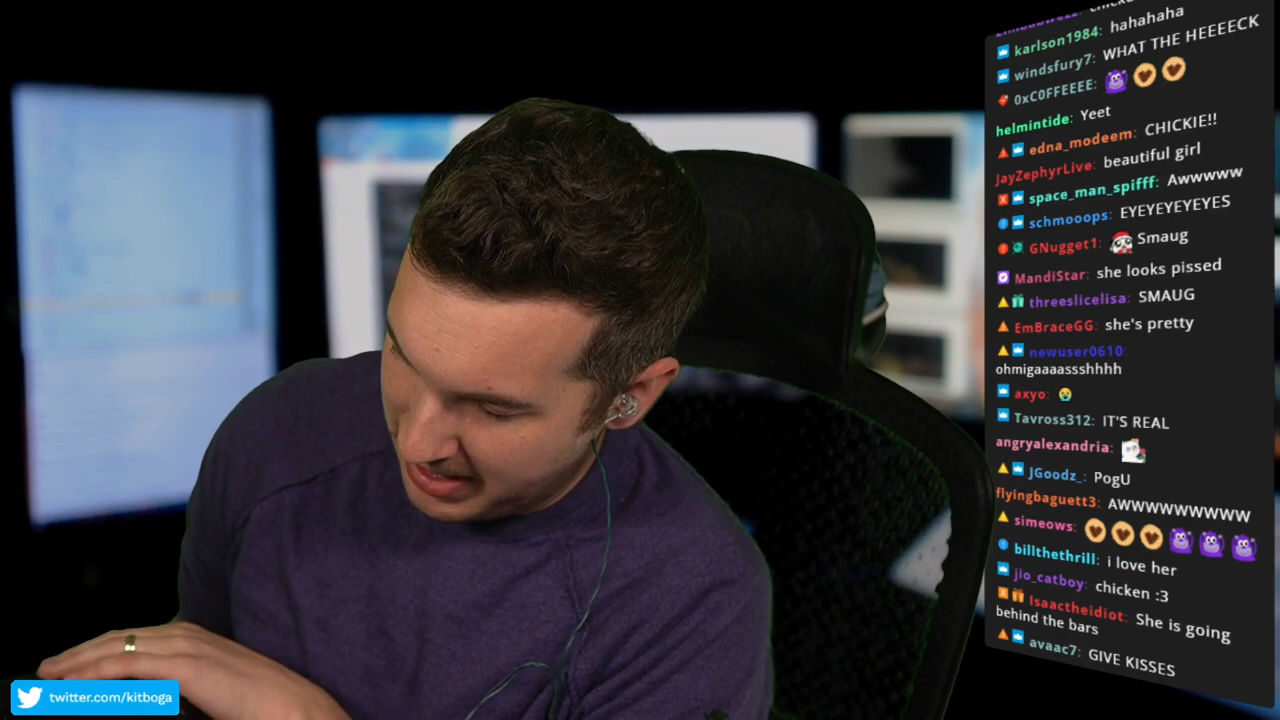 karlson1984: hahahaha
windsfury7: WHAT THE HEEEECK
0xC0FFEEEE:
helmintide: Yeet
edna_modeem: CHICKIE!!
JayZephyrLive: beautiful girl
space_man_spifff: Awwwww
schmooops: EYEYEYEYEYES
GNugget1: Smaug
MandiStar: she looks pissed
threeslicelisa: SMAUG
EmBraceGG: she's pretty
newuser0610:
ohmigaaaassshhhh
axyo:
Tavross312: IT'S REAL
angryalexandria:
JGoodz_: PogU
flyingbaguett3: AWWWWWWWWW
simeows:
billthethrill: i love her
jio_catboy: chicken :3
Isaactheidiot: She is going
behind the bars
avaac7: GIVE KISSES
twitter.com/kitboga